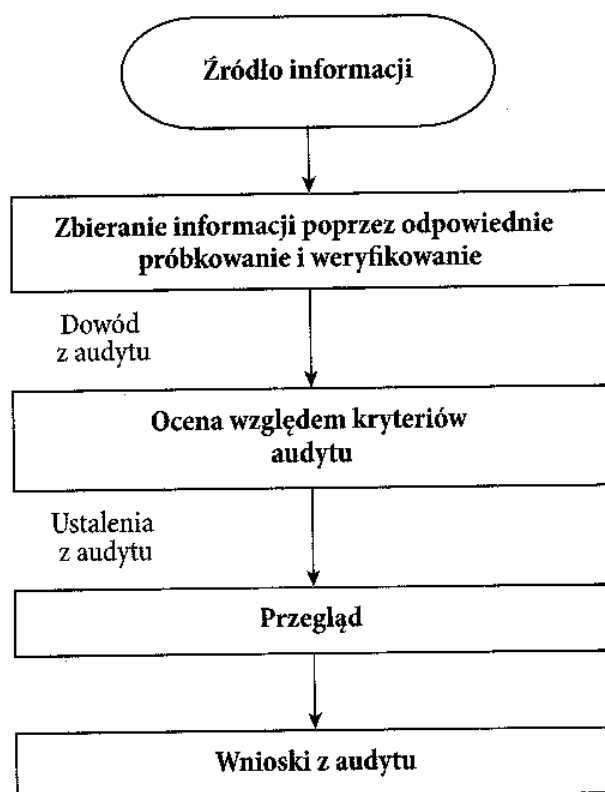 Źródło informacji
Zbieranie informacji poprzez odpowiednie
próbkowanie i weryfikowanie
Dowód
z audytu
Ocena względem kryteriów
audytu
Ustalenia
z audytu
Przegląd
Wnioski z audytu